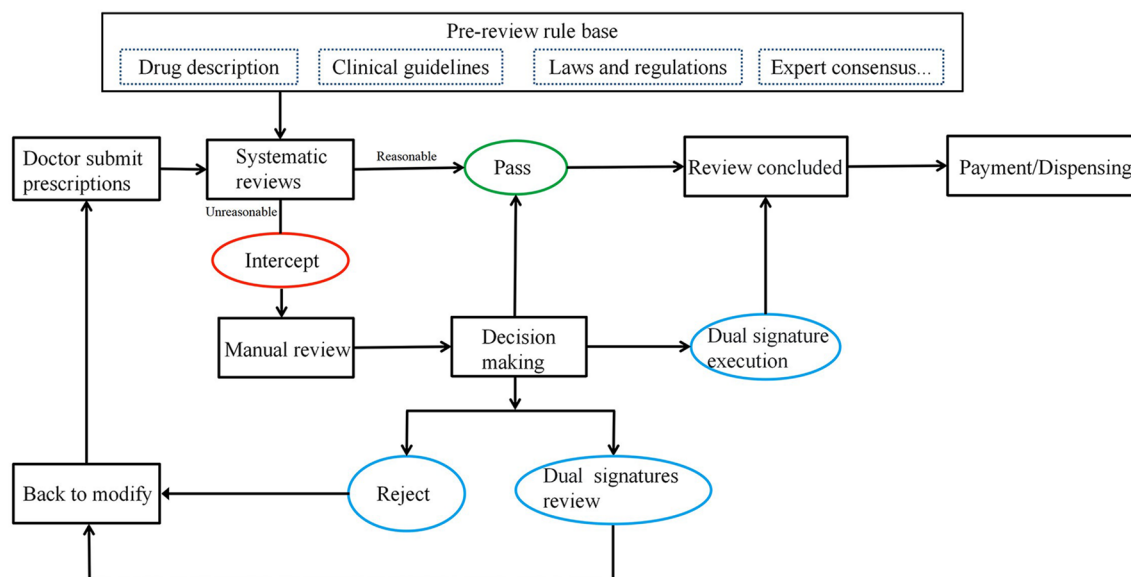 Pre-review rule base
Drug description
Clinical guidelines
Laws and regulations
Expert consensus...
Doctor submit
prescriptions
Systematic
reviews
Reasonable
Pass
Review concluded
Payment/Dispensing
Unreasonable
Intercept
Manual review
Decision
making
Dual signature
execution
Back to modify
Reject
Dual signatures
review